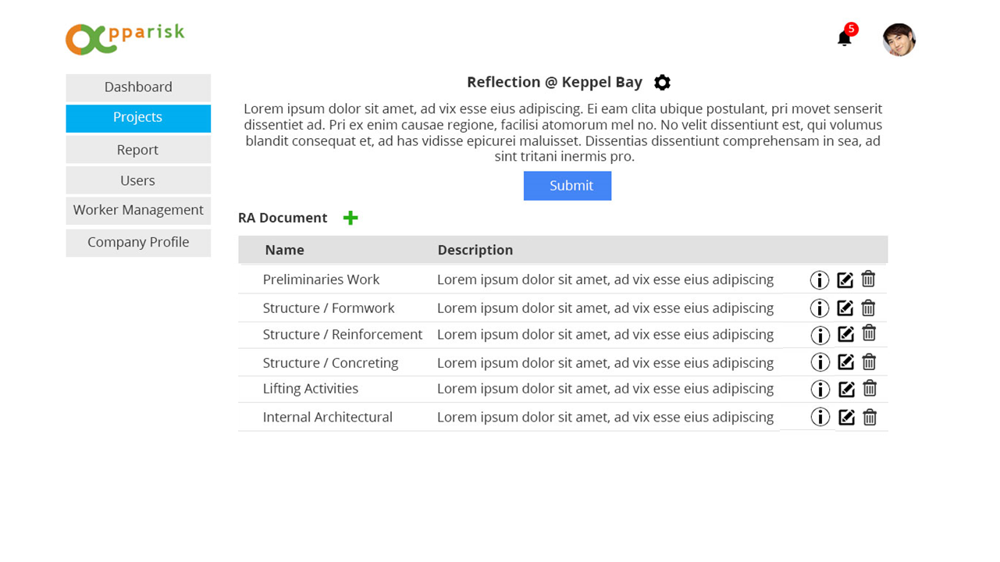 pparisk
5
Dashboard
Projects
Report
Users
Worker Management
Company Profile
Reflection @ Keppel Bay
Lorem ipsum dolor sit amet, ad vix esse eius adipiscing. Ei eam clita ubique postulant, pri movet senserit
dissentiet ad. Pri ex enim causae regione, facilisi atomorum mel no. No velit dissentiunt est, qui volumus
blandit consequat et, ad has vidisse epicurei maluisset. Dissentias dissentiunt comprehensam in sea, ad
sint tritani inermis pro.
Submit
RA Document
Name Description
Preliminaries Work Lorem ipsum dolor sit amet, ad vix esse eius adipiscing
Structure / Formwork Lorem ipsum dolor sit amet, ad vix esse eius adipiscing
Structure / Reinforcement Lorem ipsum dolor sit amet, ad vix esse eius adipiscing
Structure / Concreting Lorem ipsum dolor sit amet, ad vix esse eius adipiscing
Lifting Activities Lorem ipsum dolor sit amet, ad vix esse eius adipiscing
Internal Architectural Lorem ipsum dolor sit amet, ad vix esse eius adipiscing